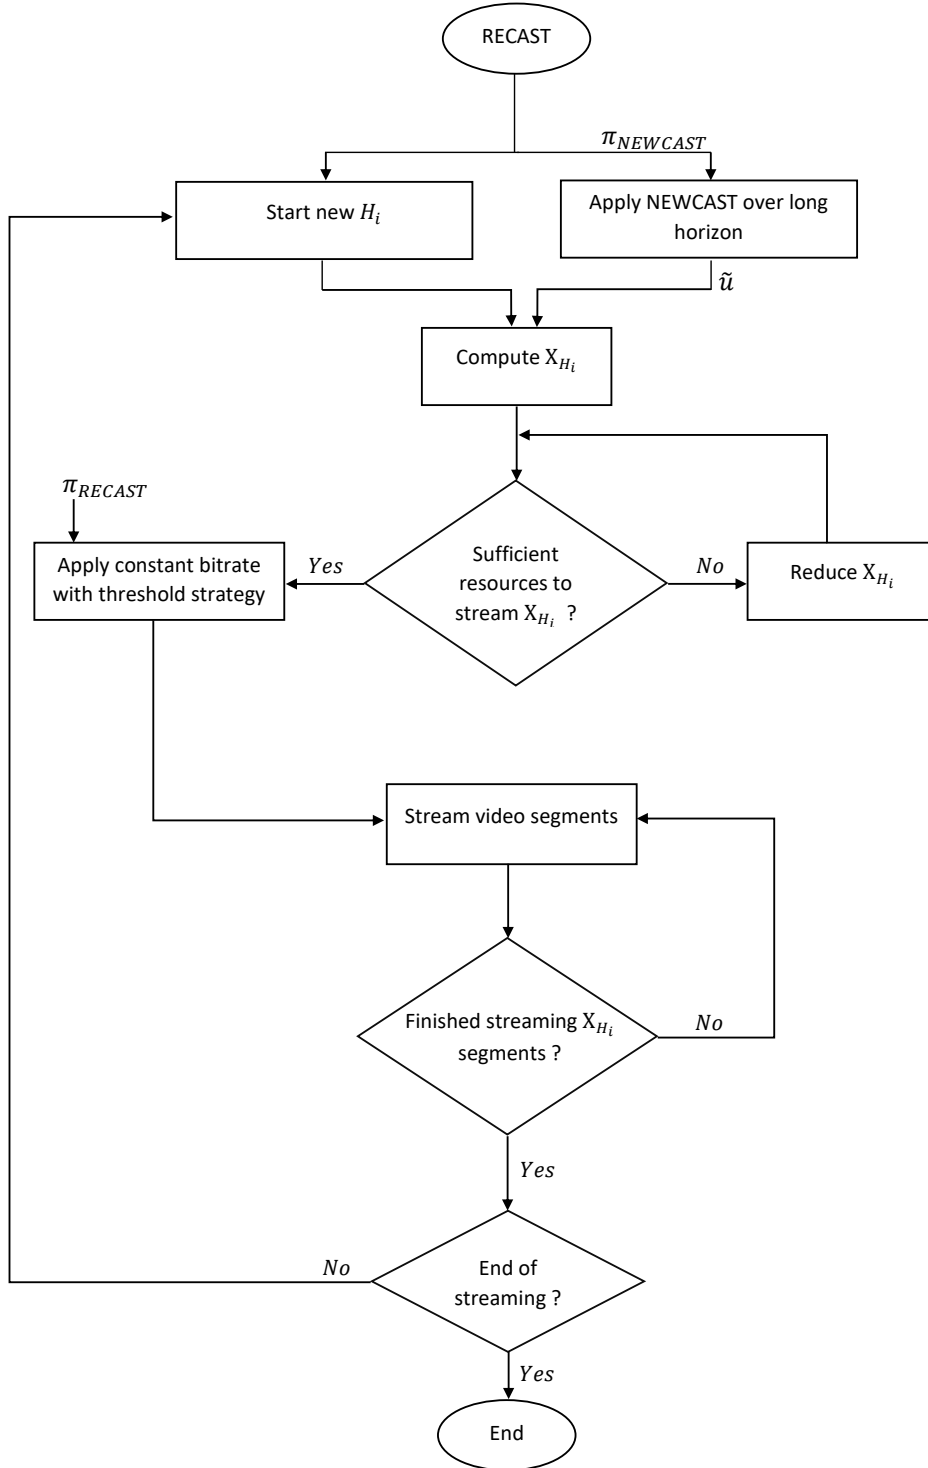 RECAST
π_NEWCAST
Start new H_i
Apply NEWCAST over long
horizon
ũ
Compute X_{H_i}
π_RECAST
Apply constant bitrate
with threshold strategy
Yes
Sufficient
resources to
stream X_{H_i} ?
No
Reduce X_{H_i}
Stream video segments
Finished streaming X_{H_i}
segments ?
No
Yes
No
End of
streaming ?
Yes
End